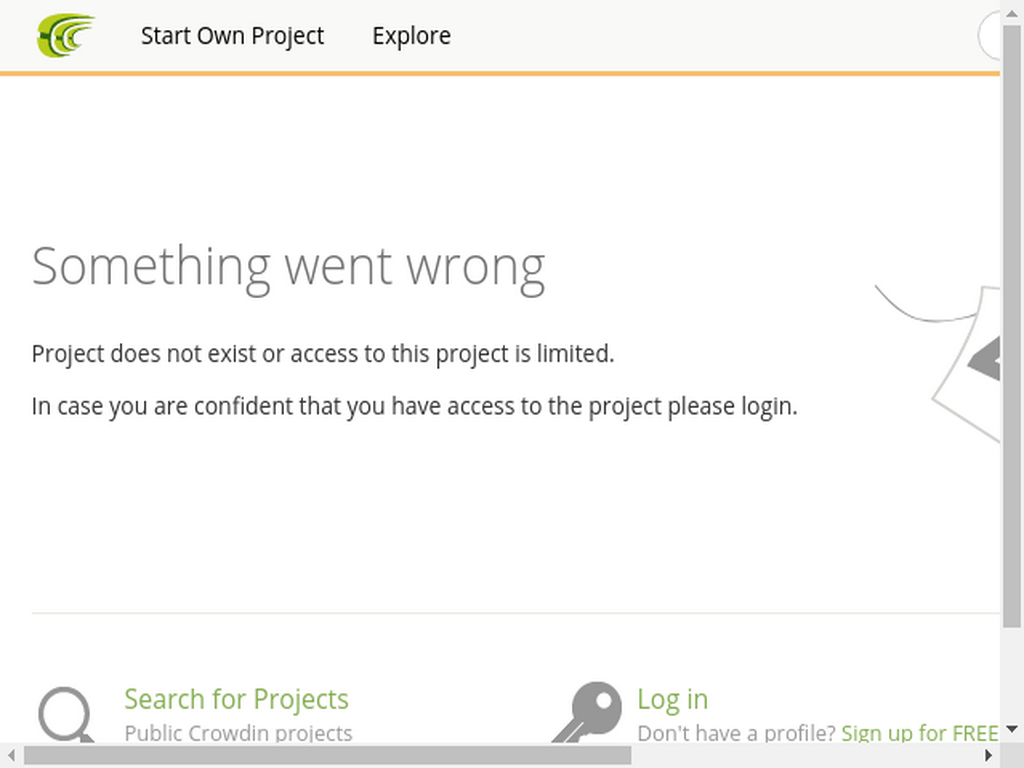 Start Own Project
Explore
Something went wrong
Project does not exist or access to this project is limited.
In case you are confident that you have access to the project please login.
Search for Projects
Public Crowdin projects
Log in
Don't have a profile? Sign up for FREE